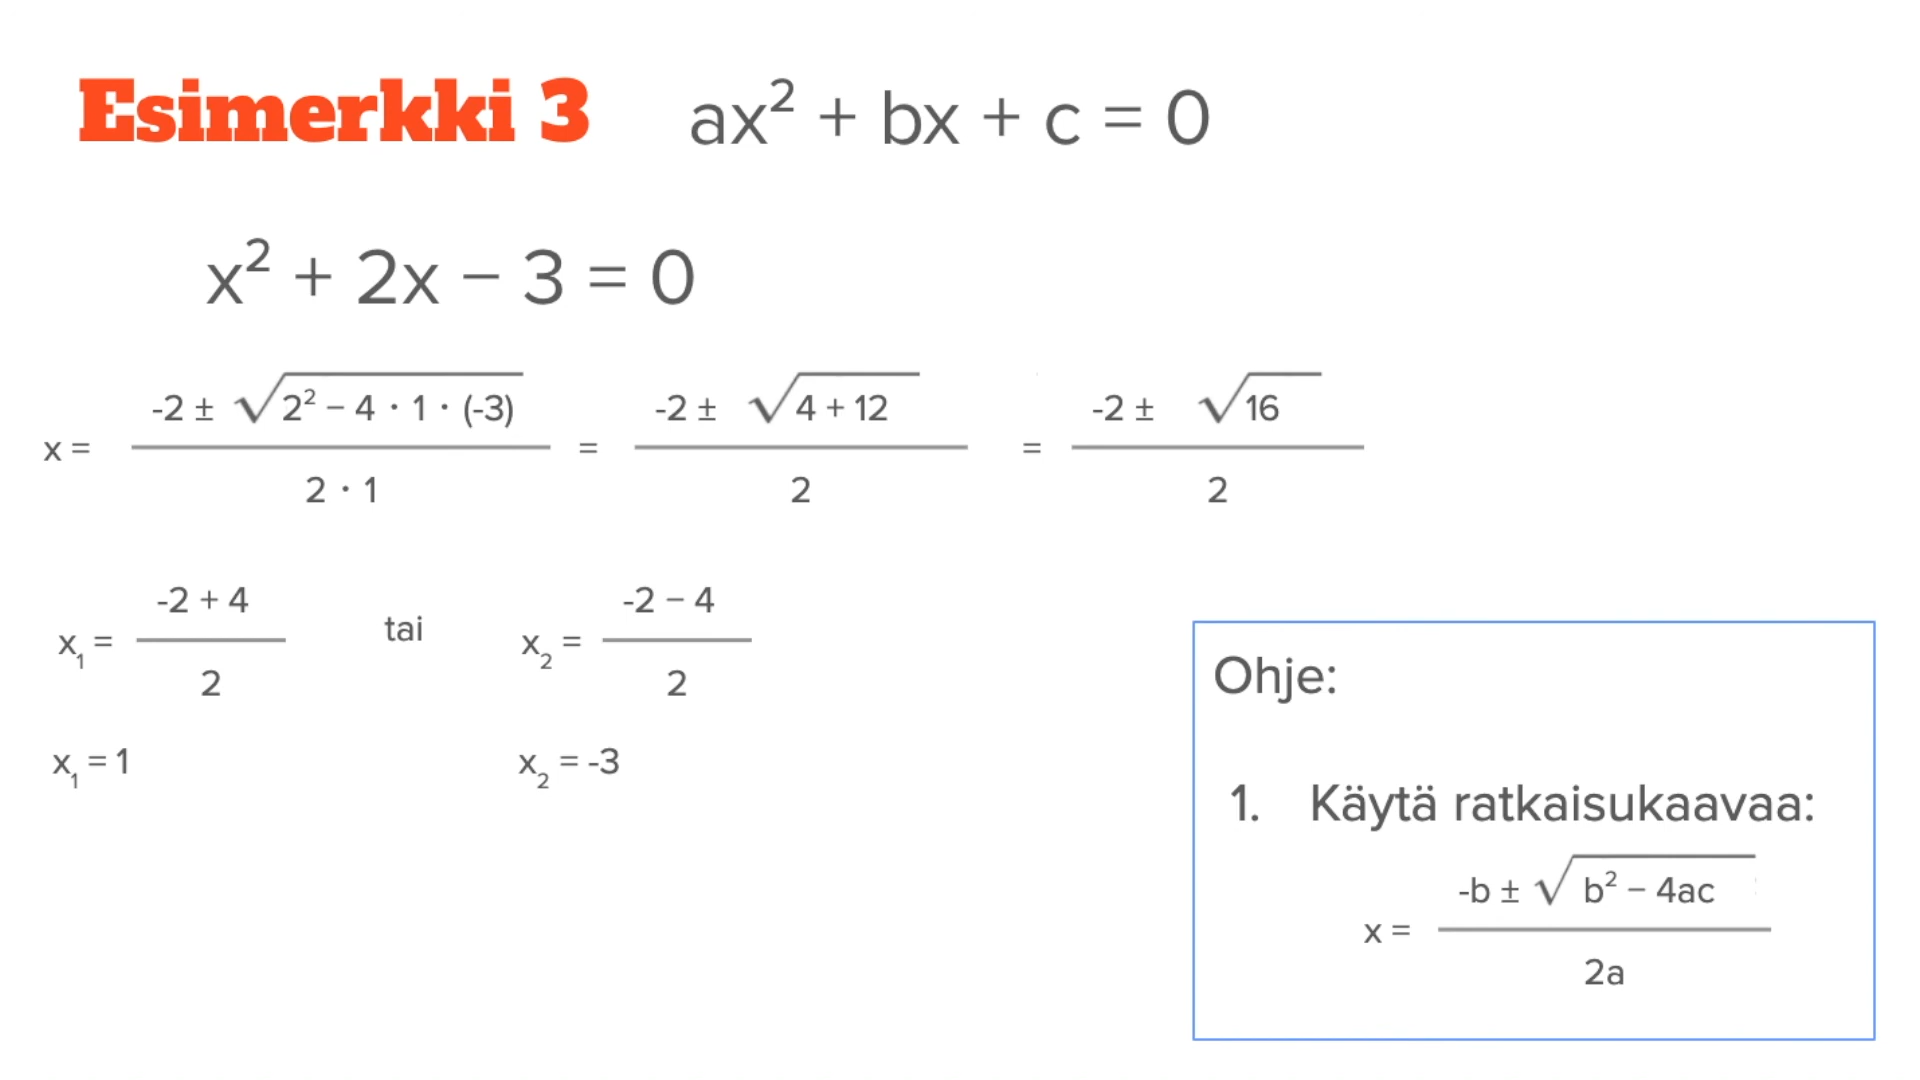 Esimerkki 3 ax² + bx + c = 0
x² + 2x − 3 = 0
x = -2 ± √2² − 4 · 1 · (-3) / 2 · 1 = -2 ± √4 + 12 / 2 = -2 ± √16 / 2
x₁ = -2 + 4 / 2 tai x₂ = -2 − 4 / 2
x₁ = 1 x₂ = -3
Ohje:
1. Käytä ratkaisukaavaa:
x = -b ± √b² − 4ac / 2a